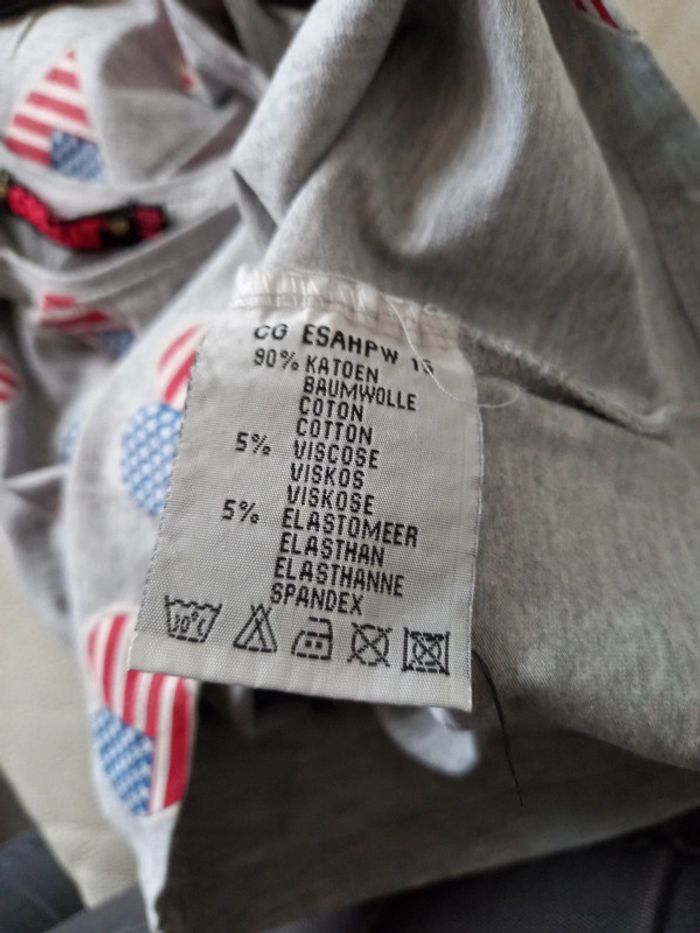 CG ESAHPW 15
90% KATOEN
BAUMWOLLE
COTON
COTTON
5% VISCOSE
VISKOS
VISKOSE
5% ELASTOMEER
ELASTHAN
ELASTHANNE
SPANDEX
30°C